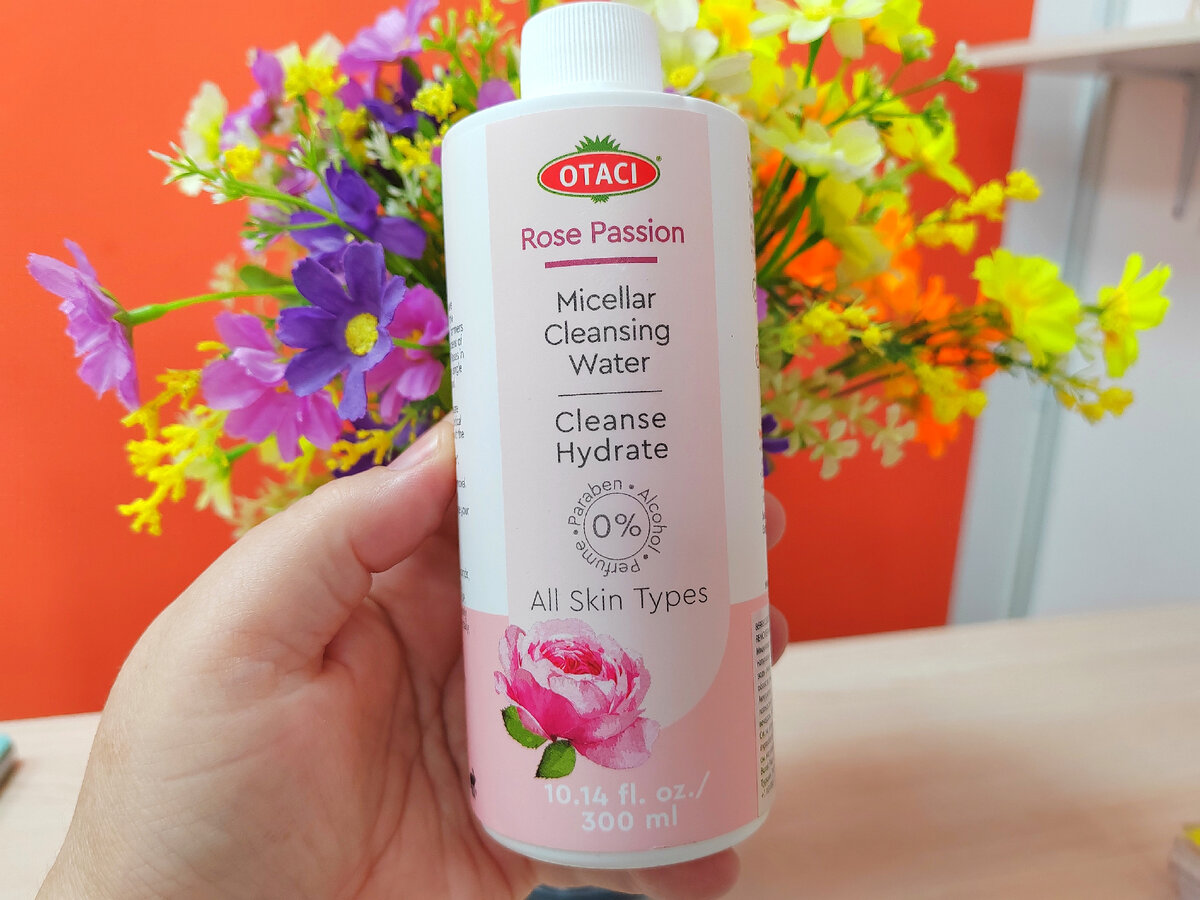 OTACI
Rose Passion
Micellar
Cleansing
Water
Cleanse
Hydrate
Paraben • Alcohol • Perfume •
0%
All Skin Types
10.14 fl. oz./
300 ml